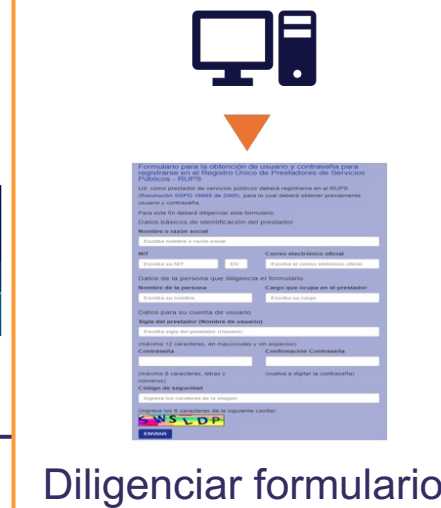 Formulario para la obtención de usuario y contraseña para
registrarse en el Registro Único de Prestadores de Servicios
Públicos - RUPS
Ud. como prestador de servicios públicos deberá registrarse en el RUPS
(Resolución SSPD 16965 de 2005), para lo cual deberá obtener previamente
usuario y contraseña.
Para este fin deberá diligenciar este formulario.
Datos básicos de identificación del prestador
Nombre o razón social
Escriba nombre o razón social
NIT Correo electrónico oficial
Escriba su NIT DV Escriba el correo eletrónico oficial
Datos de la persona que diligencia el formulario
Nombre de la persona Cargo que ocupa en el prestador
Escriba su nombre Escriba su cargo
Datos para su cuenta de usuario
Sigla del prestador (Nombre de usuario)
Escriba sigla del prestador (Usuario)
(máximo 12 caracteres, en mayúsculas y sin espacios)
Contraseña Confirmación Contraseña
(máximo 6 caracteres, letras y (vuelva a digitar la contraseña)
números)
Código de seguridad
Ingrese los caracteres de la imagen
(Ingrese los 6 caracteres de la siguiente casilla)
SWSLDP
ENVIAR
Diligenciar formulario